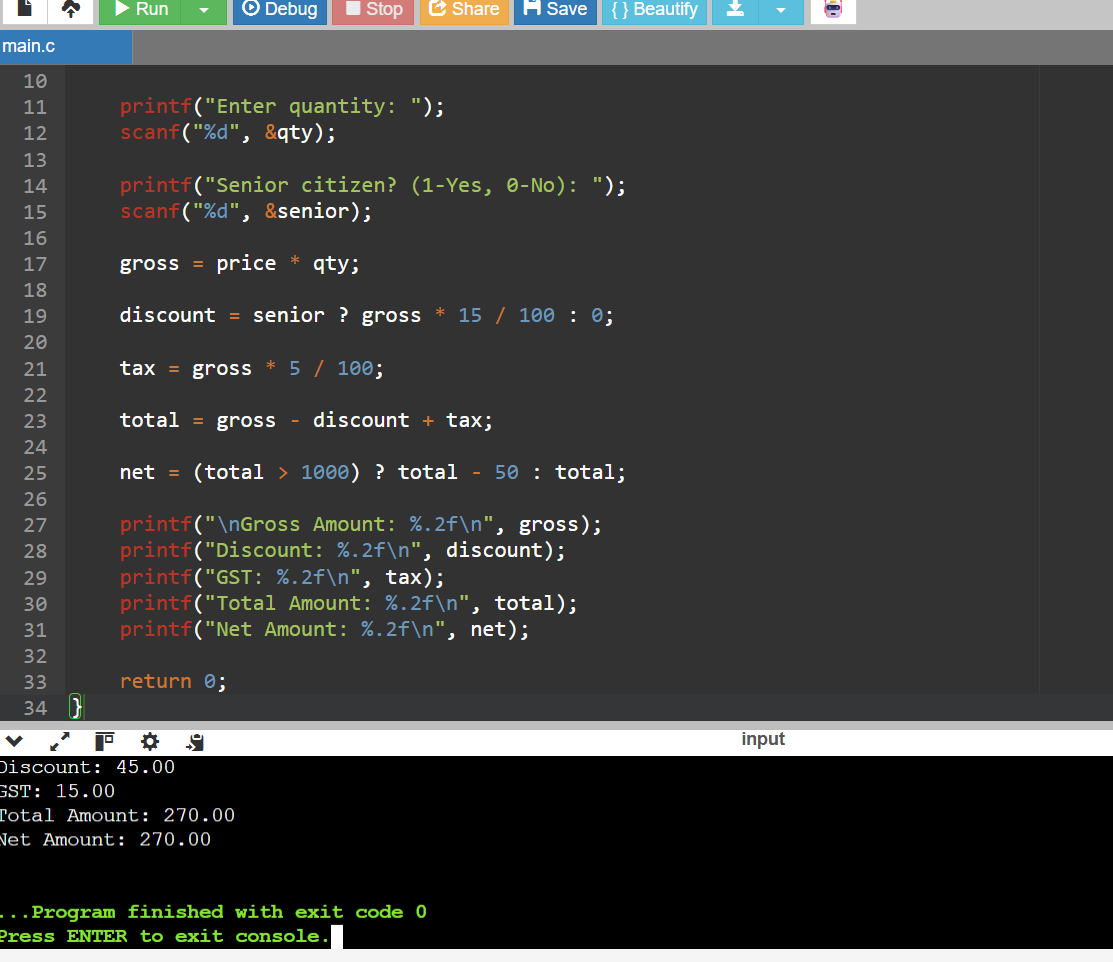 Run Debug Stop Share Save { } Beautify
main.c
10
11 printf("Enter quantity: ");
12 scanf("%d", &qty);
13
14 printf("Senior citizen? (1-Yes, 0-No): ");
15 scanf("%d", &senior);
16
17 gross = price * qty;
18
19 discount = senior ? gross * 15 / 100 : 0;
20
21 tax = gross * 5 / 100;
22
23 total = gross - discount + tax;
24
25 net = (total > 1000) ? total - 50 : total;
26
27 printf("\nGross Amount: %.2f\n", gross);
28 printf("Discount: %.2f\n", discount);
29 printf("GST: %.2f\n", tax);
30 printf("Total Amount: %.2f\n", total);
31 printf("Net Amount: %.2f\n", net);
32
33 return 0;
34 }
input
Discount: 45.00
GST: 15.00
Total Amount: 270.00
Net Amount: 270.00
...Program finished with exit code 0
Press ENTER to exit console.